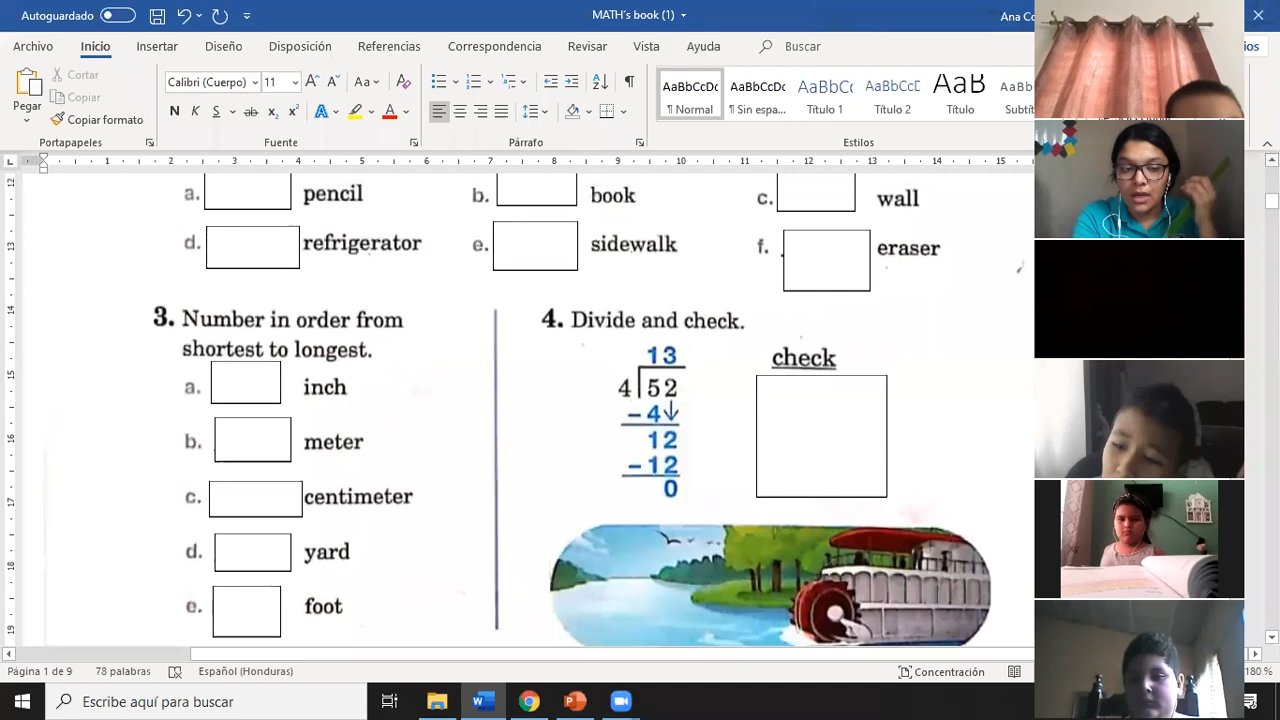 Autoguardado
MATH's book (1)
Ana Co
Archivo Inicio Insertar Diseño Disposición Referencias Correspondencia Revisar Vista Ayuda Buscar
Pegar
Cortar
Copiar
Copiar formato
Portapapeles
Calibri (Cuerpo) 11
Fuente
Párrafo
AaBbCcDc AaBbCcDc AaBbCc AaBbCcD AaB
¶ Normal ¶ Sin espa... Título 1 Título 2 Título Subtít
Estilos
a. pencil b. book c. wall
d. refrigerator e. sidewalk f. eraser
3. Number in order from
shortest to longest.
a. inch
b. meter
c. centimeter
d. yard
e. foot
4. Divide and check.
13
4 52
- 4↓
12
- 12
0
check
Página 1 de 9 78 palabras Español (Honduras) Concentración 180 %
Escribe aquí para buscar